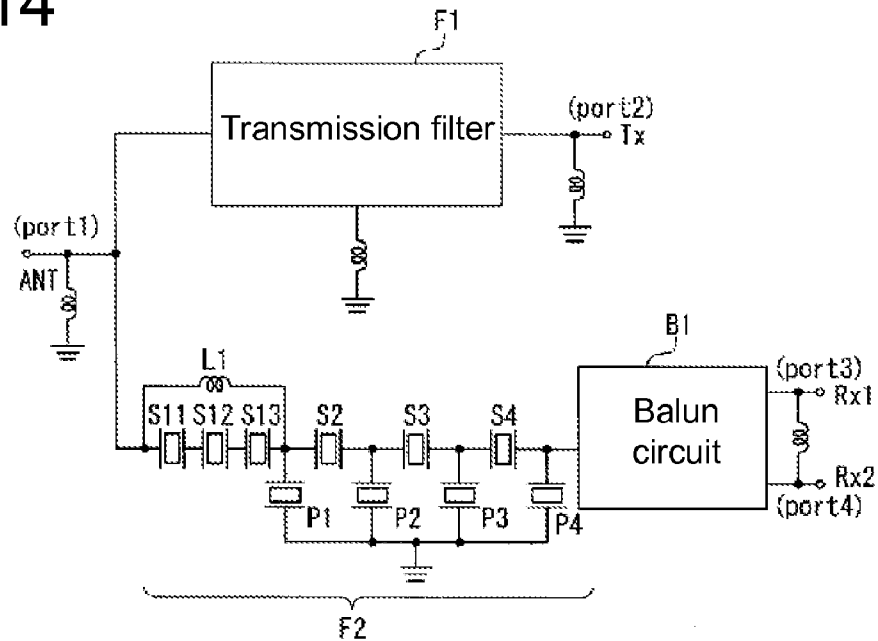 14
F1
Transmission filter
(port2)
Tx
(port1)
ANT
L1
S11 S12 S13 S2 S3 S4
P1 P2 P3 P4
B1
Balun
circuit
(port3)
Rx1
Rx2
(port4)
F2